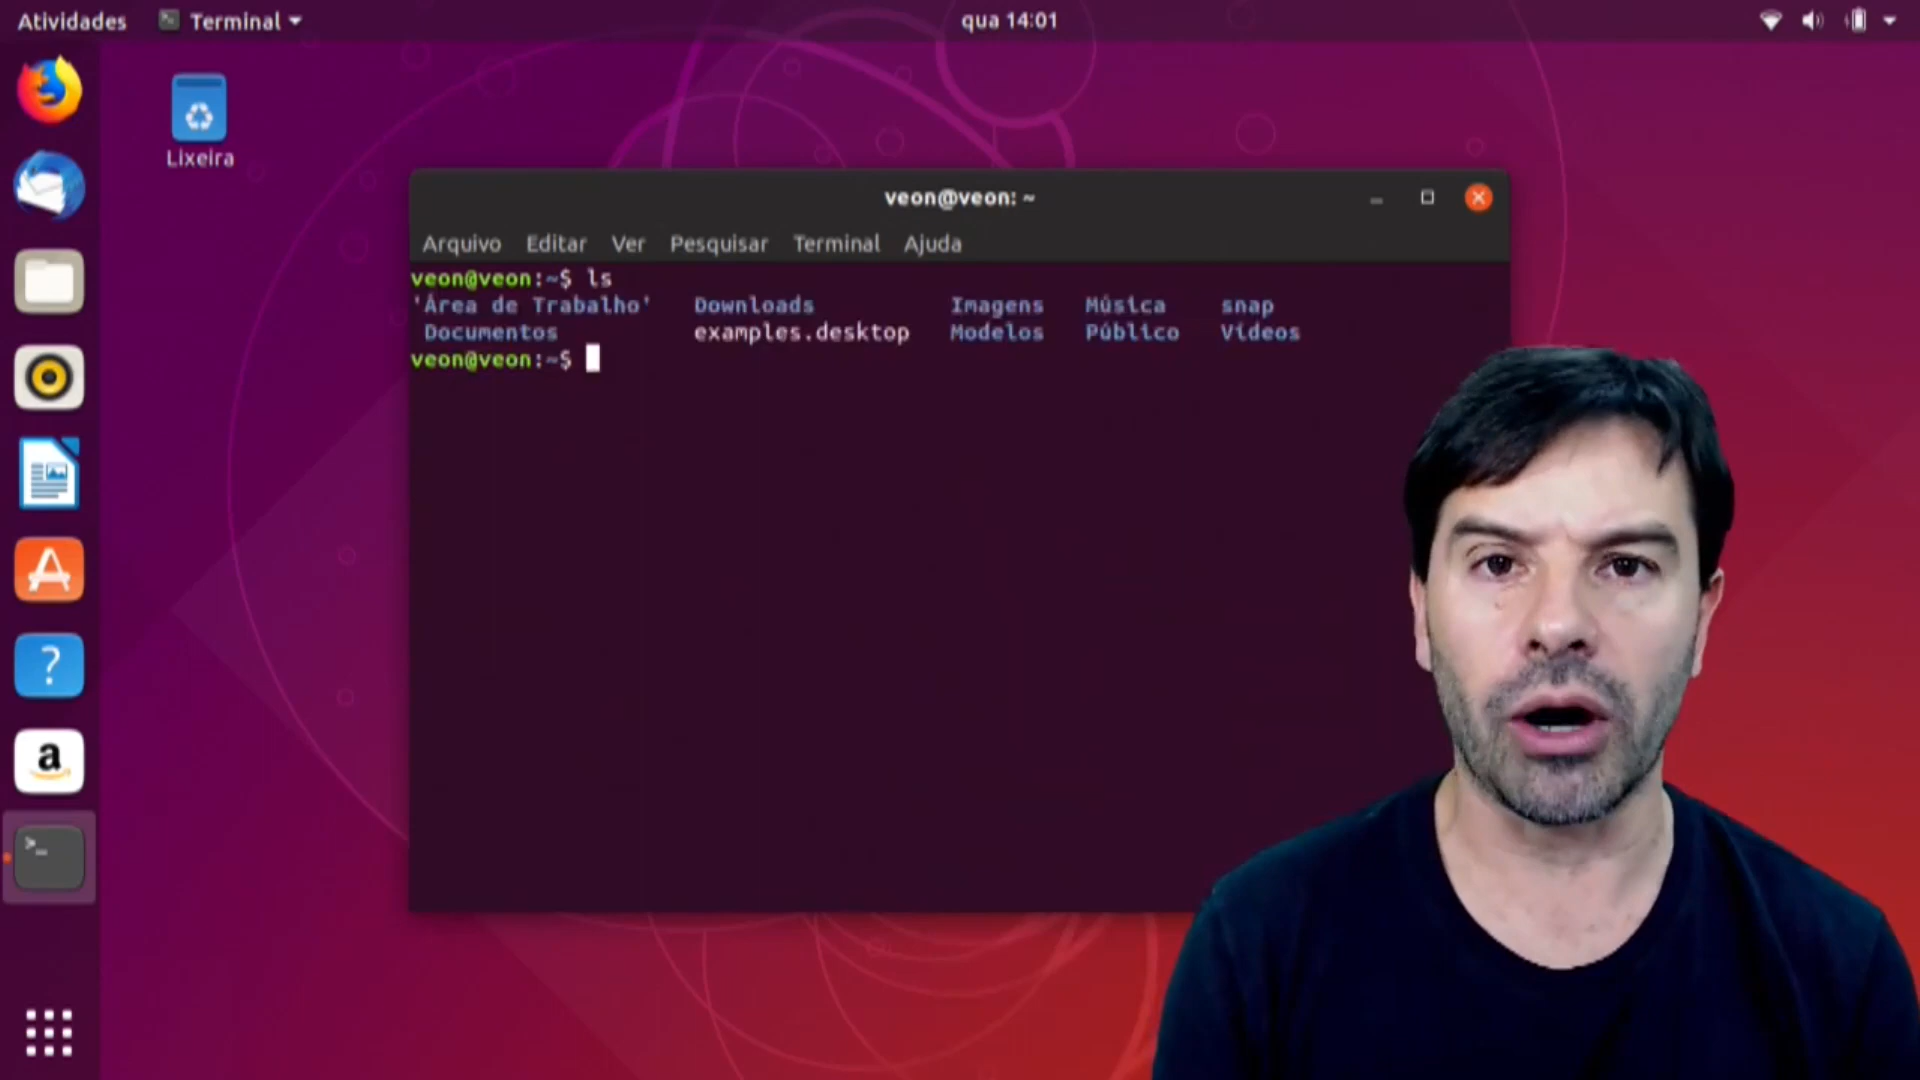 Atividades Terminal qua 14:01
Lixeira
veon@veon: ~
Arquivo Editar Ver Pesquisar Terminal Ajuda
veon@veon:~$ ls
'Área de Trabalho' Downloads Imagens Música snap
Documentos examples.desktop Modelos Público Vídeos
veon@veon:~$
?
a
>_